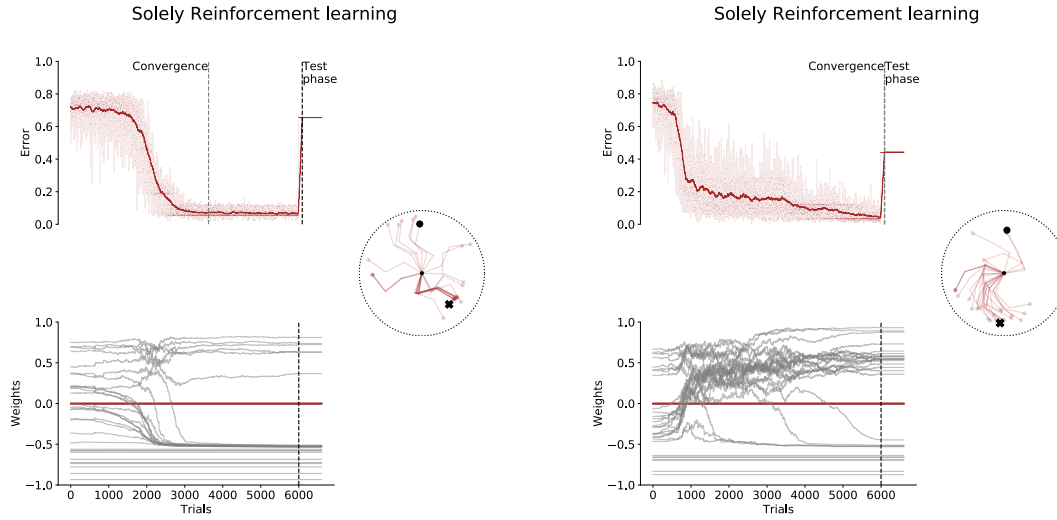 Solely Reinforcement learning
1.0
Convergence
Test
phase
0.8
0.6
Error
0.4
0.2
0.0
1.0
0.5
Weights
0.0
−0.5
−1.0
0 1000 2000 3000 4000 5000 6000
Trials
Solely Reinforcement learning
1.0
Convergence
Test
phase
0.8
0.6
Error
0.4
0.2
0.0
1.0
0.5
Weights
0.0
−0.5
−1.0
0 1000 2000 3000 4000 5000 6000
Trials